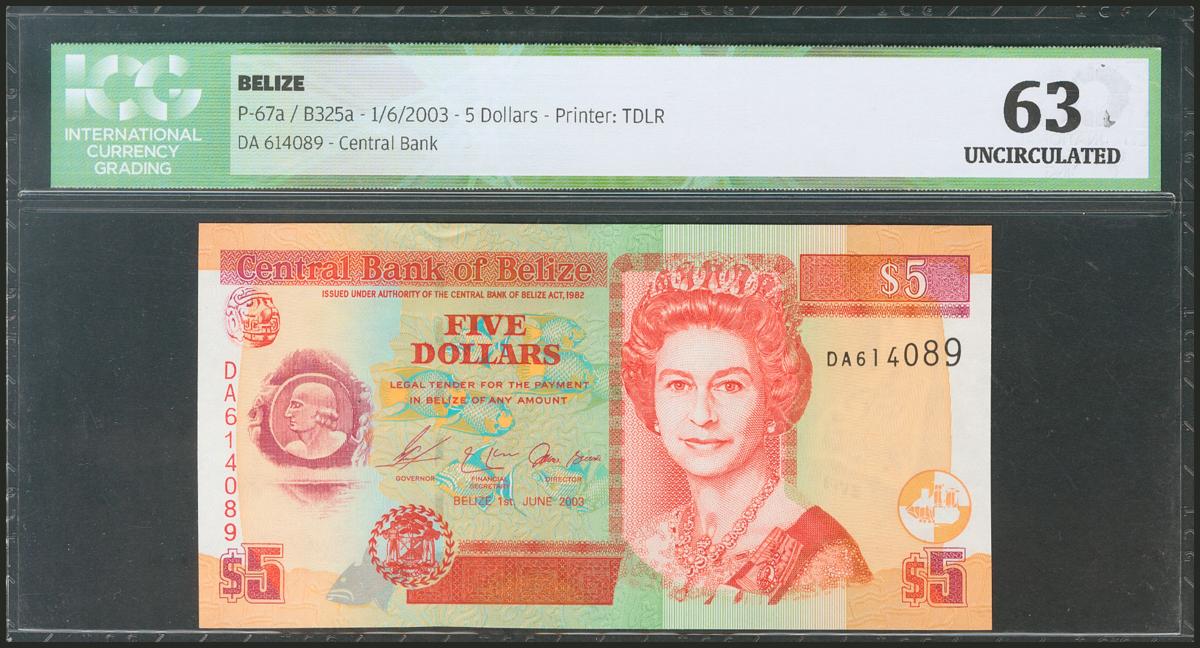 ICG
INTERNATIONAL
CURRENCY
GRADING
BELIZE
P-67a / B325a - 1/6/2003 - 5 Dollars - Printer: TDLR
DA 614089 - Central Bank
63
UNCIRCULATED
Central Bank of Belize
ISSUED UNDER AUTHORITY OF THE CENTRAL BANK OF BELIZE ACT, 1982
$5
FIVE
DOLLARS
LEGAL TENDER FOR THE PAYMENT
IN BELIZE OF ANY AMOUNT
DA614089
DA614089
GOVERNOR
FINANCIAL
SECRETARY
DIRECTOR
BELIZE 1st. JUNE 2003
$5
$5